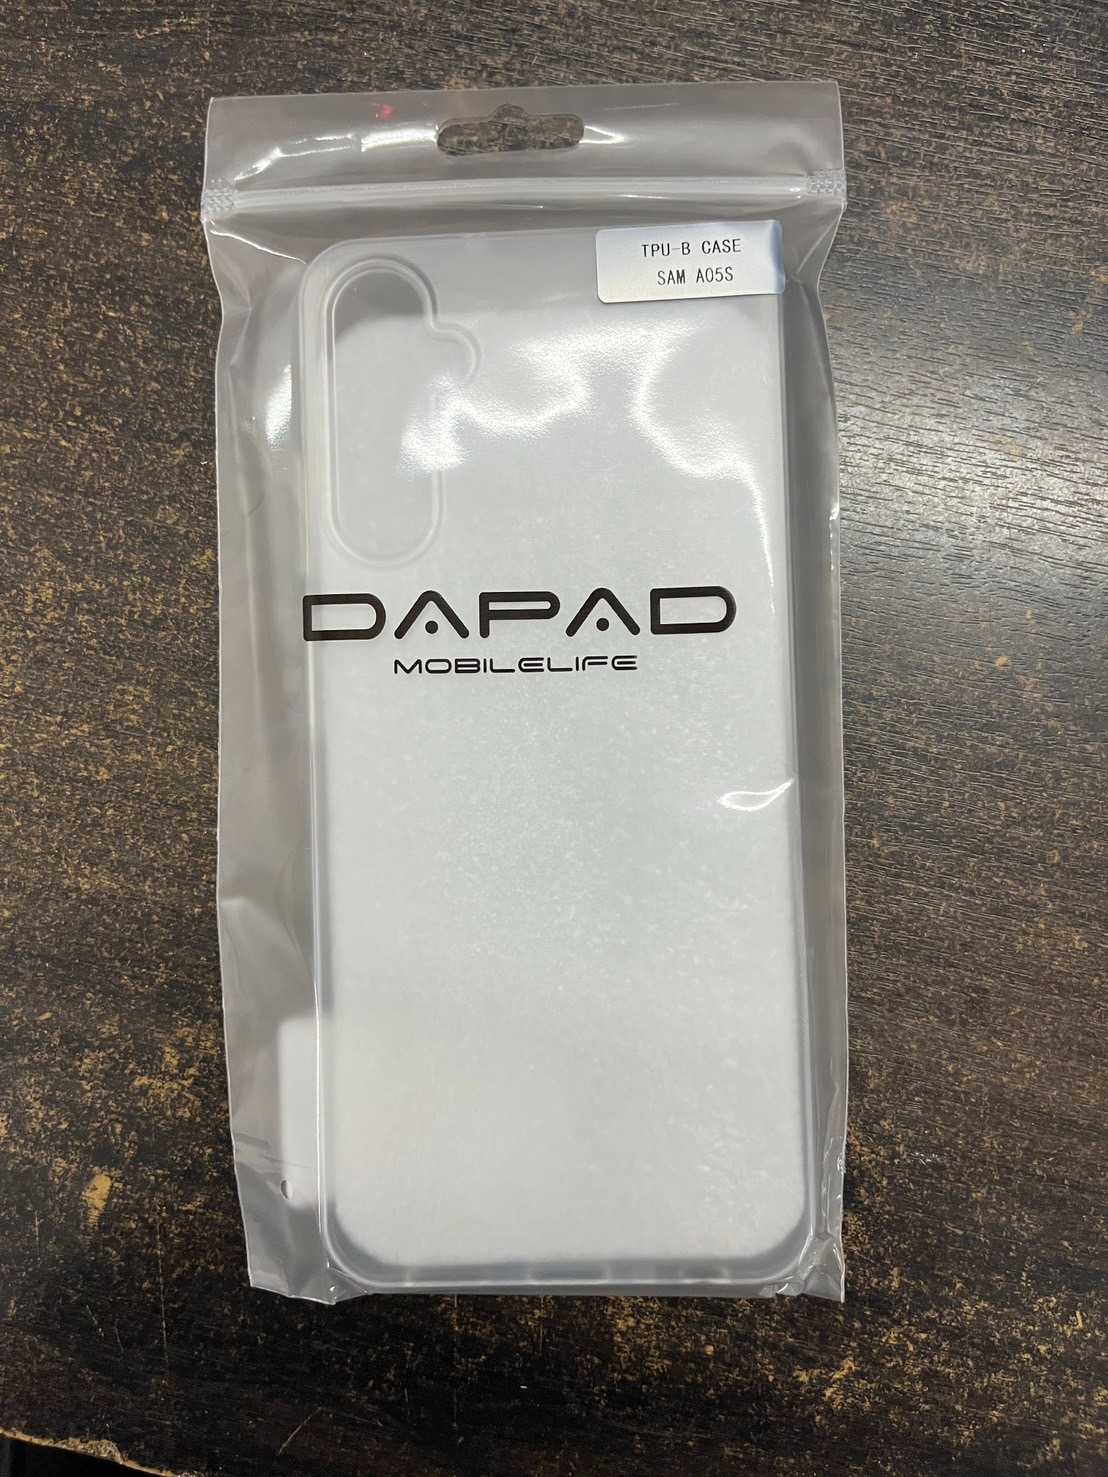 TPU-B CASE
SAM A05S
DAPAD
MOBILELIFE